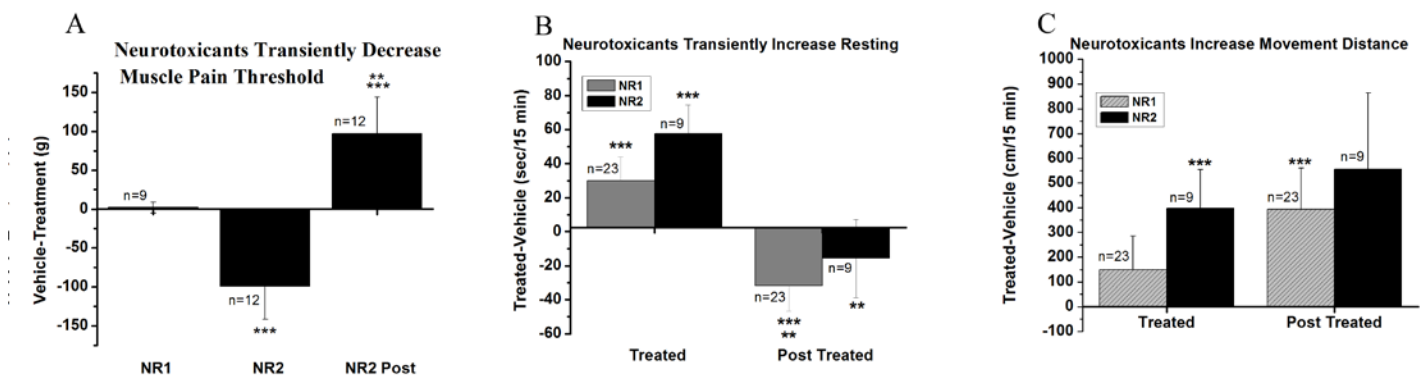 A
Neurotoxicants Transiently Decrease
Muscle Pain Threshold
Vehicle-Treatment (g)
150
100
50
0
-50
-100
-150
n=9
n=12
***
n=12
**
***
NR1
NR2
NR2 Post
B
Neurotoxicants Transiently Increase Resting
Treated-Vehicle (sec/15 min)
100
80
60
40
20
0
-20
-40
-60
NR1
NR2
***
n=23
***
n=9
n=23
***
**
n=9
**
Treated
Post Treated
C
Neurotoxicants Increase Movement Distance
Treated-Vehicle (cm/15 min)
1000
900
800
700
600
500
400
300
200
100
0
-100
NR1
NR2
n=23
***
n=9
***
n=23
n=9
Treated
Post Treated